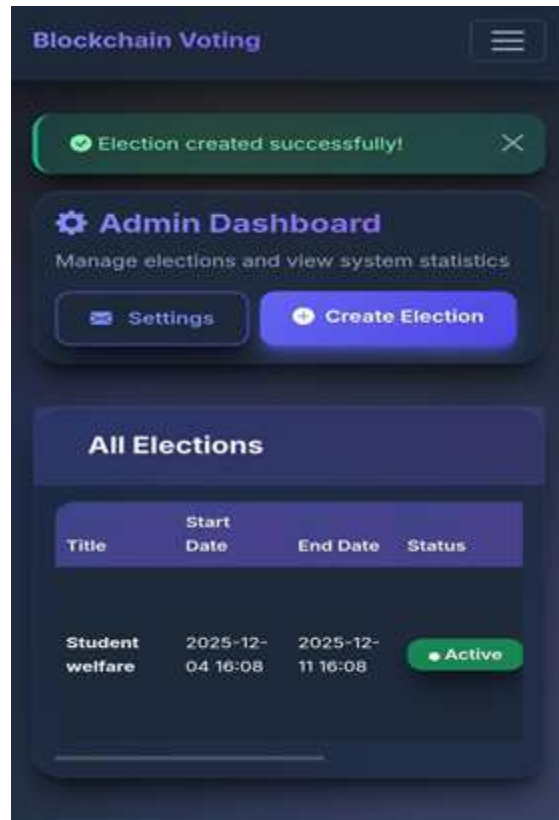 Blockchain Voting
Election created successfully!
Admin Dashboard
Manage elections and view system statistics
Settings
Create Election
All Elections
Title
Start
Date
End Date
Status
Student
welfare
2025-12-
04 16:08
2025-12-
11 16:08
Active